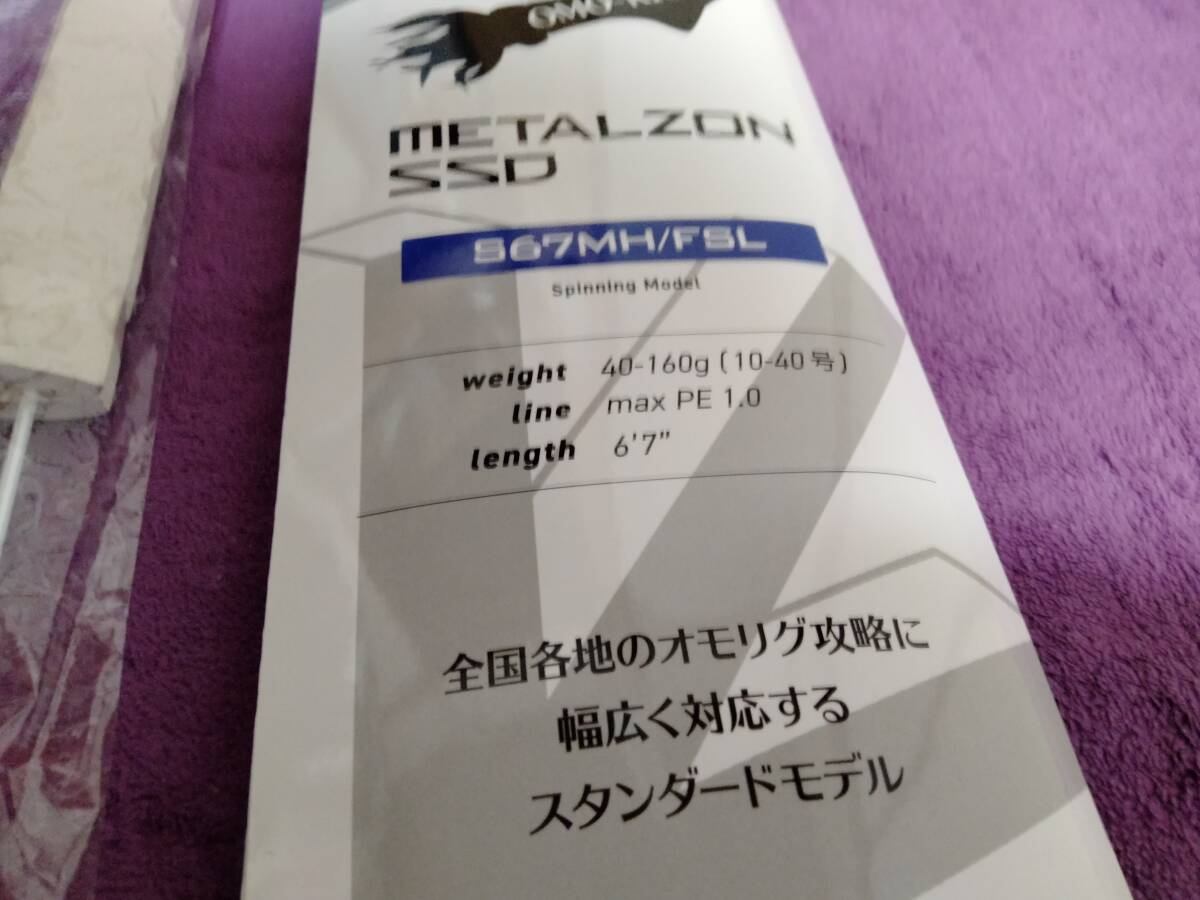 METALZON
SSD
S67MH/FSL
Spinning Model
weight 40-160g (10-40号)
line max PE 1.0
length 6'7"
全国各地のオモリグ攻略に
幅広く対応する
スタンダードモデル